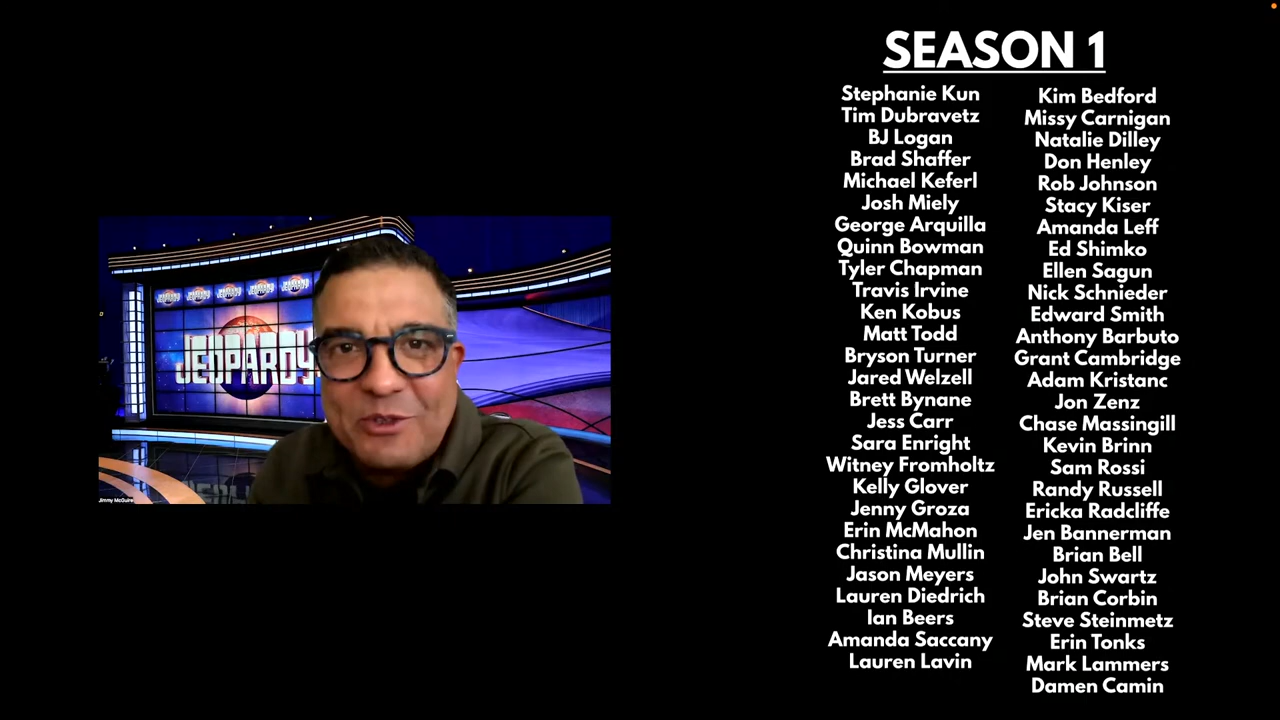 SEASON 1
Stephanie Kun
Tim Dubravetz
BJ Logan
Brad Shaffer
Michael Keferl
Josh Miely
George Arquilla
Quinn Bowman
Tyler Chapman
Travis Irvine
Ken Kobus
Matt Todd
Bryson Turner
Jared Welzell
Brett Bynane
Jess Carr
Sara Enright
Witney Fromholtz
Kelly Glover
Jenny Groza
Erin McMahon
Christina Mullin
Jason Meyers
Lauren Diedrich
Ian Beers
Amanda Saccany
Lauren Lavin
Kim Bedford
Missy Carnigan
Natalie Dilley
Don Henley
Rob Johnson
Stacy Kiser
Amanda Leff
Ed Shimko
Ellen Sagun
Nick Schnieder
Edward Smith
Anthony Barbuto
Grant Cambridge
Adam Kristanc
Jon Zenz
Chase Massingill
Kevin Brinn
Sam Rossi
Randy Russell
Ericka Radcliffe
Jen Bannerman
Brian Bell
John Swartz
Brian Corbin
Steve Steinmetz
Erin Tonks
Mark Lammers
Damen Camin
JEOPARDY!
Jimmy McGuire